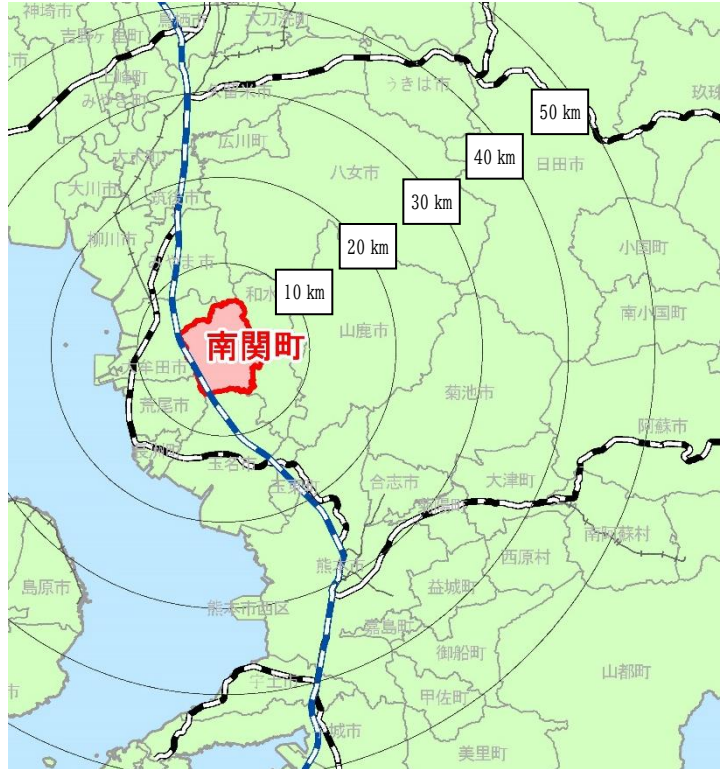 神埼市
鳥栖市
大刀洗町
吉野ヶ里町
上峰町
みやき町
久留米市
うきは市
玖珠
50 km
広川町
40 km
日田市
大木町
八女市
大川市
筑後市
30 km
柳川市
20 km
みやま市
小国町
和水
10 km
南小国町
山鹿市
南関町
大牟田市
菊池市
荒尾市
阿蘇市
長洲町
玉名市
合志市
大津町
玉東町
菊陽町
南阿蘇村
熊本市
西原村
島原市
益城町
熊本市西区
嘉島町
御船町
山都町
宇土市
甲佐町
城市
美里町